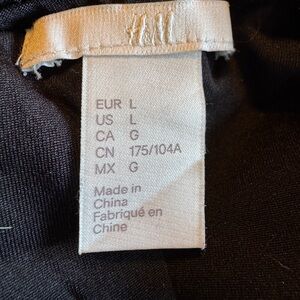 H&M
EUR L
US L
CA G
CN 175/104A
MX G
Made in
China
Fabriqué en
Chine